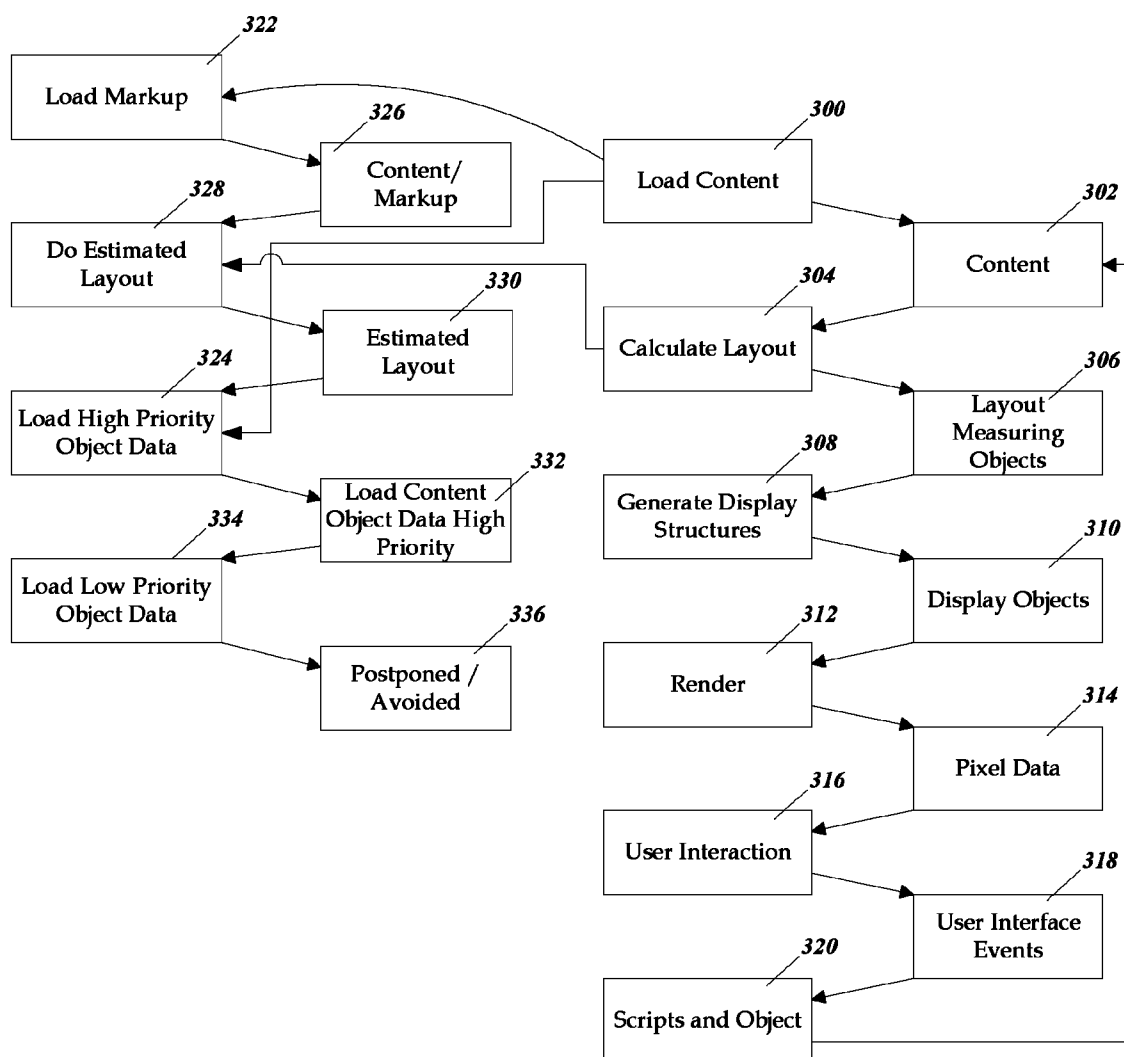 322
Load Markup
326
Content/
Markup
328
Do Estimated
Layout
330
Estimated
Layout
324
Load High Priority
Object Data
332
Load Content
Object Data High
Priority
334
Load Low Priority
Object Data
336
Postponed /
Avoided
300
Load Content
302
Content
304
Calculate Layout
306
Layout
Measuring
Objects
308
Generate Display
Structures
310
Display Objects
312
Render
314
Pixel Data
316
User Interaction
318
User Interface
Events
320
Scripts and Object